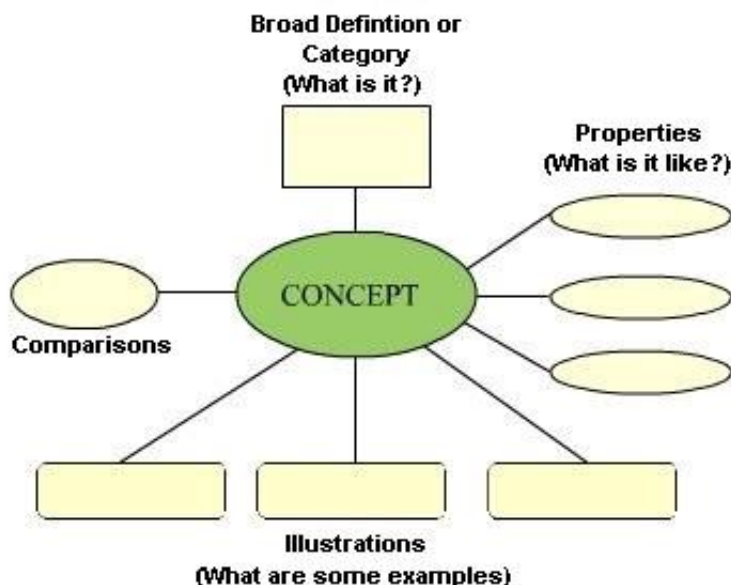 Broad Defintion or
Category
(What is it?)
Properties
(What is it like?)
CONCEPT
Comparisons
Illustrations
(What are some examples)